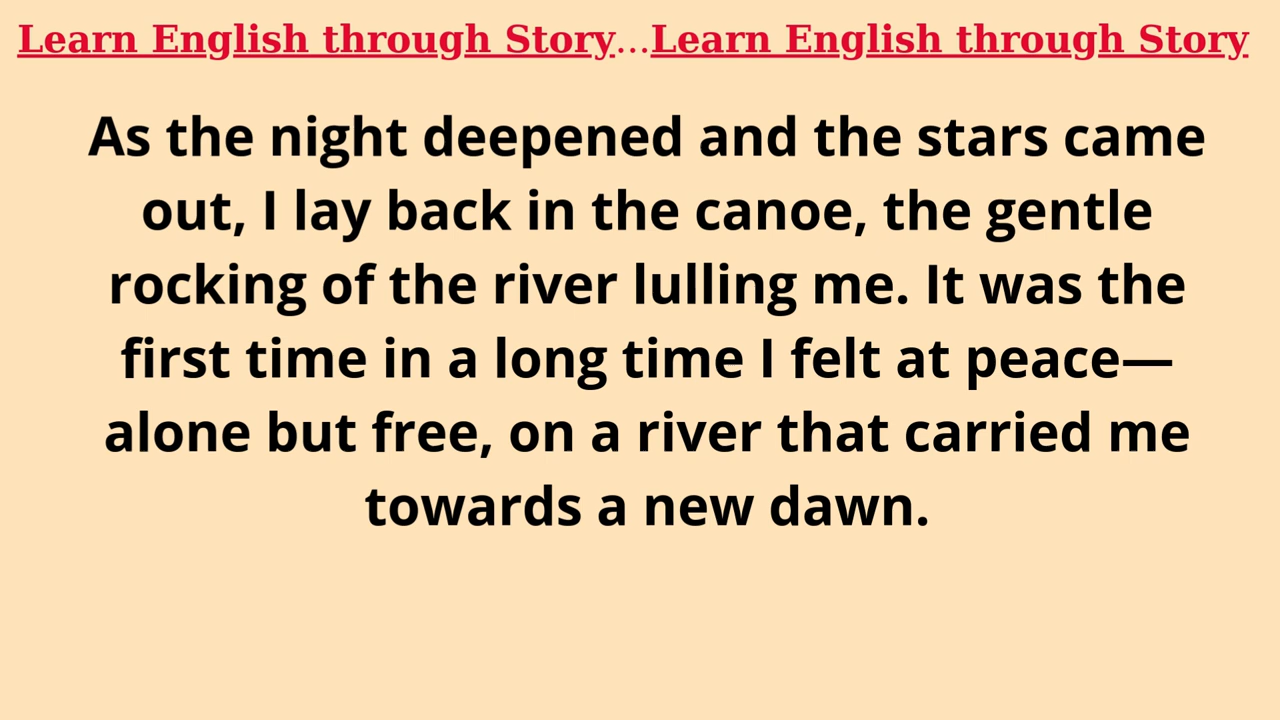 Learn English through Story...Learn English through Story
As the night deepened and the stars came
out, I lay back in the canoe, the gentle
rocking of the river lulling me. It was the
first time in a long time I felt at peace—
alone but free, on a river that carried me
towards a new dawn.